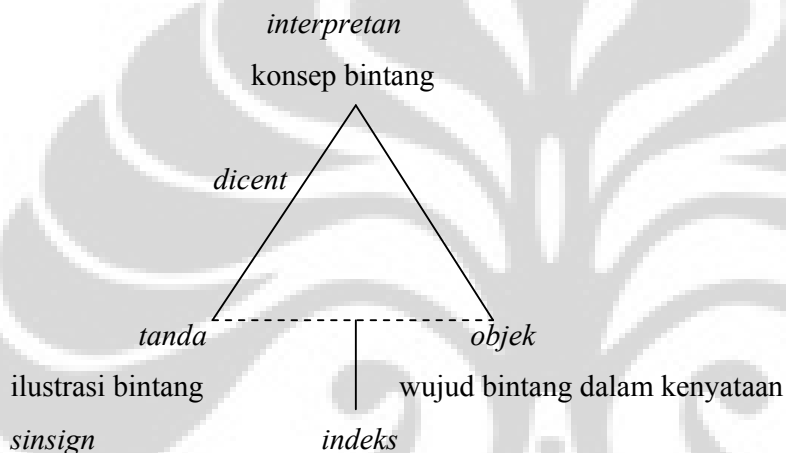 interpretan
konsep bintang
dicent
tanda objek
ilustrasi bintang wujud bintang dalam kenyataan
sinsign indeks